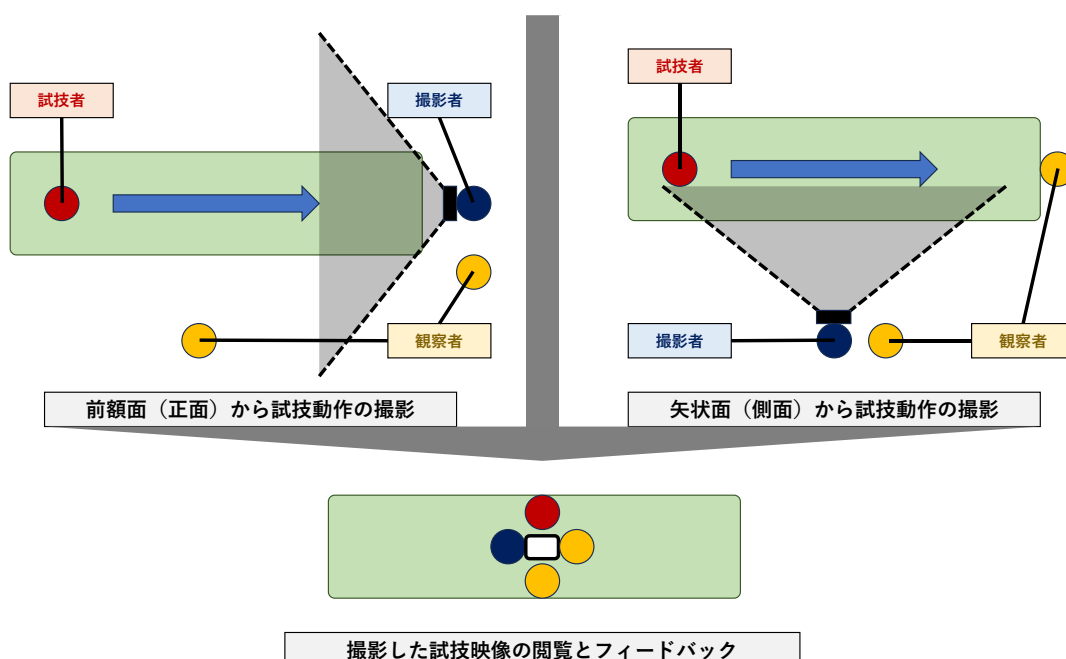 試技者
撮影者
観察者
前額面（正面）から試技動作の撮影
試技者
撮影者
観察者
矢状面（側面）から試技動作の撮影
撮影した試技映像の閲覧とフィードバック